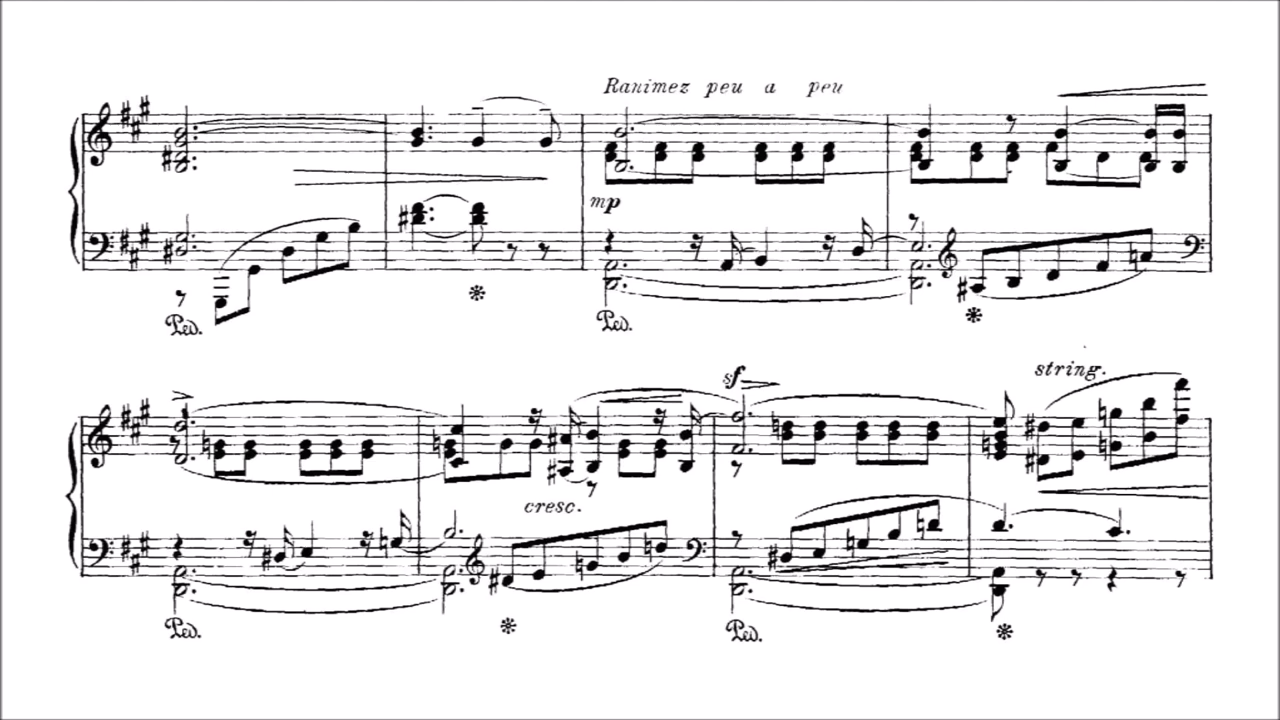 Ranimez peu a peu
mp
Ped.
Ped.
sf
string.
cresc.
Ped.
Ped.